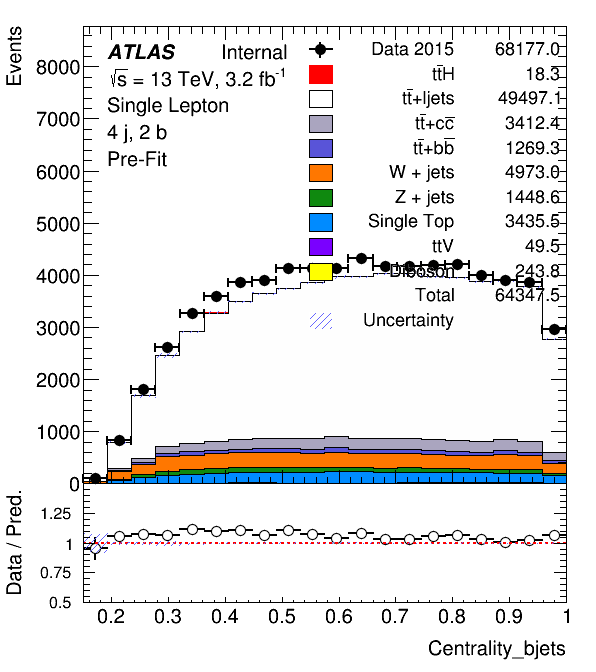 Events
8000
7000
6000
5000
4000
3000
2000
1000
0
ATLAS Internal
√s = 13 TeV, 3.2 fb⁻¹
Single Lepton
4 j, 2 b
Pre-Fit
Data 2015 68177.0
tt̄H 18.3
tt̄+ljets 49497.1
tt̄+cc̄ 3412.4
tt̄+bb̄ 1269.3
W + jets 4973.0
Z + jets 1448.6
Single Top 3435.5
ttV 49.5
Diboson 243.8
Total 64347.5
Uncertainty
Data / Pred.
1.25
1
0.75
0.5
0.2 0.3 0.4 0.5 0.6 0.7 0.8 0.9 1
Centrality_bjets